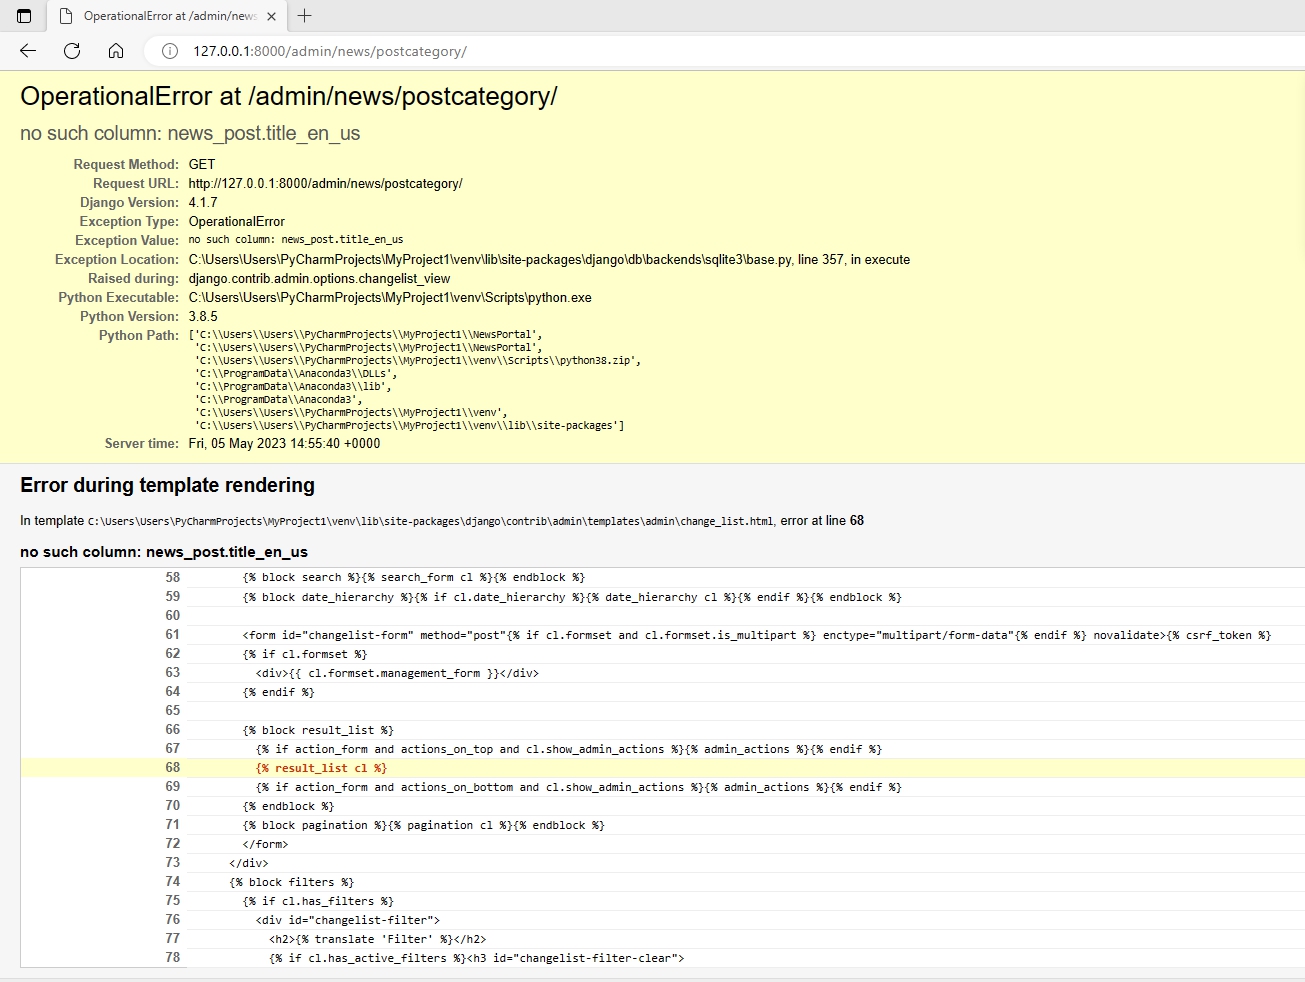 OperationalError at /admin/news
127.0.0.1:8000/admin/news/postcategory/
OperationalError at /admin/news/postcategory/
no such column: news_post.title_en_us
Request Method: GET
Request URL: http://127.0.0.1:8000/admin/news/postcategory/
Django Version: 4.1.7
Exception Type: OperationalError
Exception Value: no such column: news_post.title_en_us
Exception Location: C:\Users\Users\PyCharmProjects\MyProject1\venv\lib\site-packages\django\db\backends\sqlite3\base.py, line 357, in execute
Raised during: django.contrib.admin.options.changelist_view
Python Executable: C:\Users\Users\PyCharmProjects\MyProject1\venv\Scripts\python.exe
Python Version: 3.8.5
Python Path: ['C:\\Users\\Users\\PyCharmProjects\\MyProject1\\NewsPortal',
'C:\\Users\\Users\\PyCharmProjects\\MyProject1\\NewsPortal',
'C:\\Users\\Users\\PyCharmProjects\\MyProject1\\venv\\Scripts\\python38.zip',
'C:\\ProgramData\\Anaconda3\\DLLs',
'C:\\ProgramData\\Anaconda3\\lib',
'C:\\ProgramData\\Anaconda3',
'C:\\Users\\Users\\PyCharmProjects\\MyProject1\\venv',
'C:\\Users\\Users\\PyCharmProjects\\MyProject1\\venv\\lib\\site-packages']
Server time: Fri, 05 May 2023 14:55:40 +0000
Error during template rendering
In template C:\Users\Users\PyCharmProjects\MyProject1\venv\lib\site-packages\django\contrib\admin\templates\admin\change_list.html, error at line 68
no such column: news_post.title_en_us
58 {% block search %}{% search_form cl %}{% endblock %}
59 {% block date_hierarchy %}{% if cl.date_hierarchy %}{% date_hierarchy cl %}{% endif %}{% endblock %}
60
61 <form id="changelist-form" method="post"{% if cl.formset and cl.formset.is_multipart %} enctype="multipart/form-data"{% endif %} novalidate>{% csrf_token %}
62 {% if cl.formset %}
63 <div>{{ cl.formset.management_form }}</div>
64 {% endif %}
65
66 {% block result_list %}
67 {% if action_form and actions_on_top and cl.show_admin_actions %}{% admin_actions %}{% endif %}
68 {% result_list cl %}
69 {% if action_form and actions_on_bottom and cl.show_admin_actions %}{% admin_actions %}{% endif %}
70 {% endblock %}
71 {% block pagination %}{% pagination cl %}{% endblock %}
72 </form>
73 </div>
74 {% block filters %}
75 {% if cl.has_filters %}
76 <div id="changelist-filter">
77 <h2>{% translate 'Filter' %}</h2>
78 {% if cl.has_active_filters %}<h3 id="changelist-filter-clear">